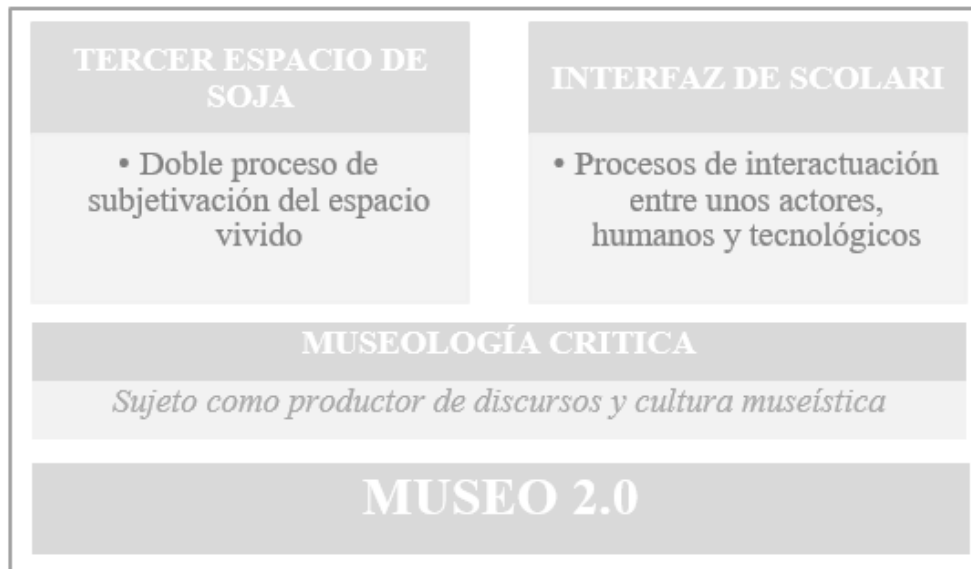 TERCER ESPACIO DE
SOJA
• Doble proceso de
subjetivación del espacio
vivido
INTERFAZ DE SCOLARI
• Procesos de interactuación
entre unos actores,
humanos y tecnológicos
MUSEOLOGÍA CRITICA
Sujeto como productor de discursos y cultura museística
MUSEO 2.0